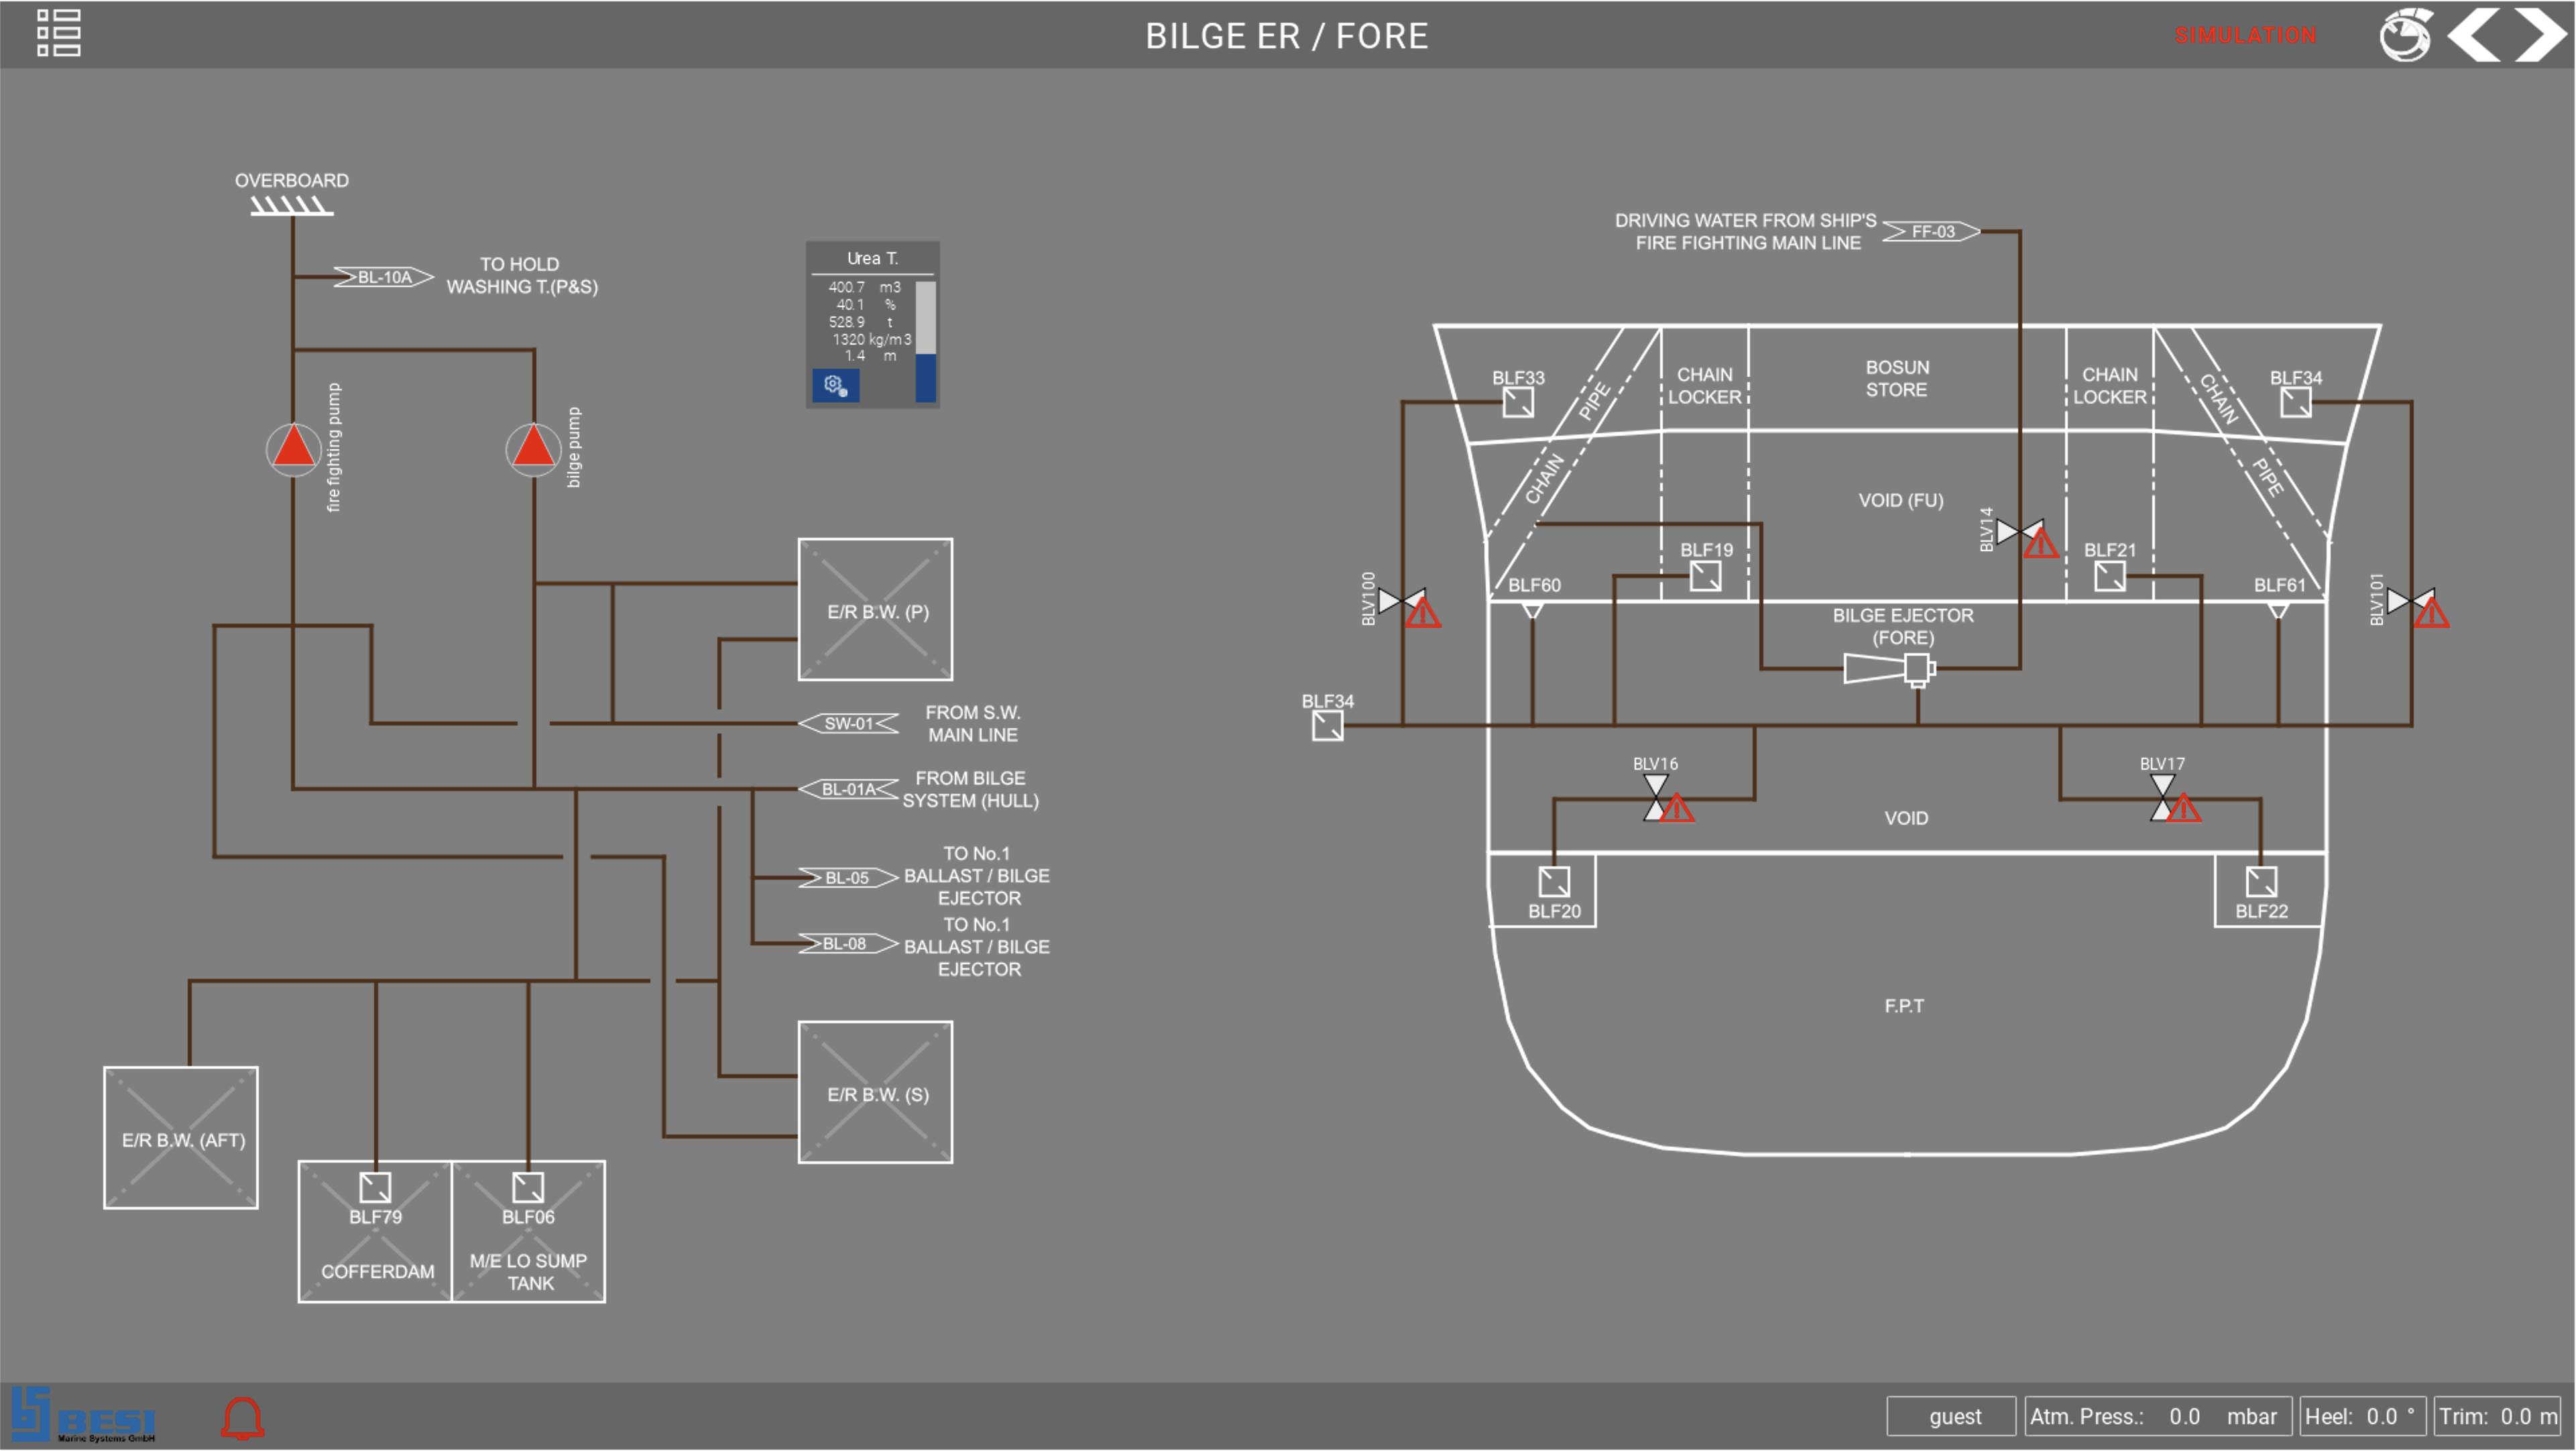 BILGE ER / FORE
SIMULATION
OVERBOARD
BL-10A
TO HOLD
WASHING T.(P&S)
fire fighting pump
bilge pump
Urea T.
400.7 m3
40.1 %
528.9 t
1320 kg/m3
1.4 m
E/R B.W. (P)
SW-01
FROM S.W.
MAIN LINE
BL-01A
FROM BILGE
SYSTEM (HULL)
BL-05
TO No.1
BALLAST / BILGE
EJECTOR
BL-08
TO No.1
BALLAST / BILGE
EJECTOR
E/R B.W. (S)
E/R B.W. (AFT)
BLF79
COFFERDAM
BLF06
M/E LO SUMP
TANK
DRIVING WATER FROM SHIP'S
FIRE FIGHTING MAIN LINE
FF-03
BLF33
CHAIN PIPE
CHAIN
LOCKER
BOSUN
STORE
CHAIN
LOCKER
CHAIN PIPE
BLF34
VOID (FU)
BLV14
BLF19
BLF21
BLF60
BLF61
BLV100
BLV101
BILGE EJECTOR
(FORE)
BLF34
BLV16
BLV17
VOID
BLF20
BLF22
F.P.T
BESI
Marine Systems GmbH
guest
Atm. Press.: 0.0 mbar
Heel: 0.0 °
Trim: 0.0 m